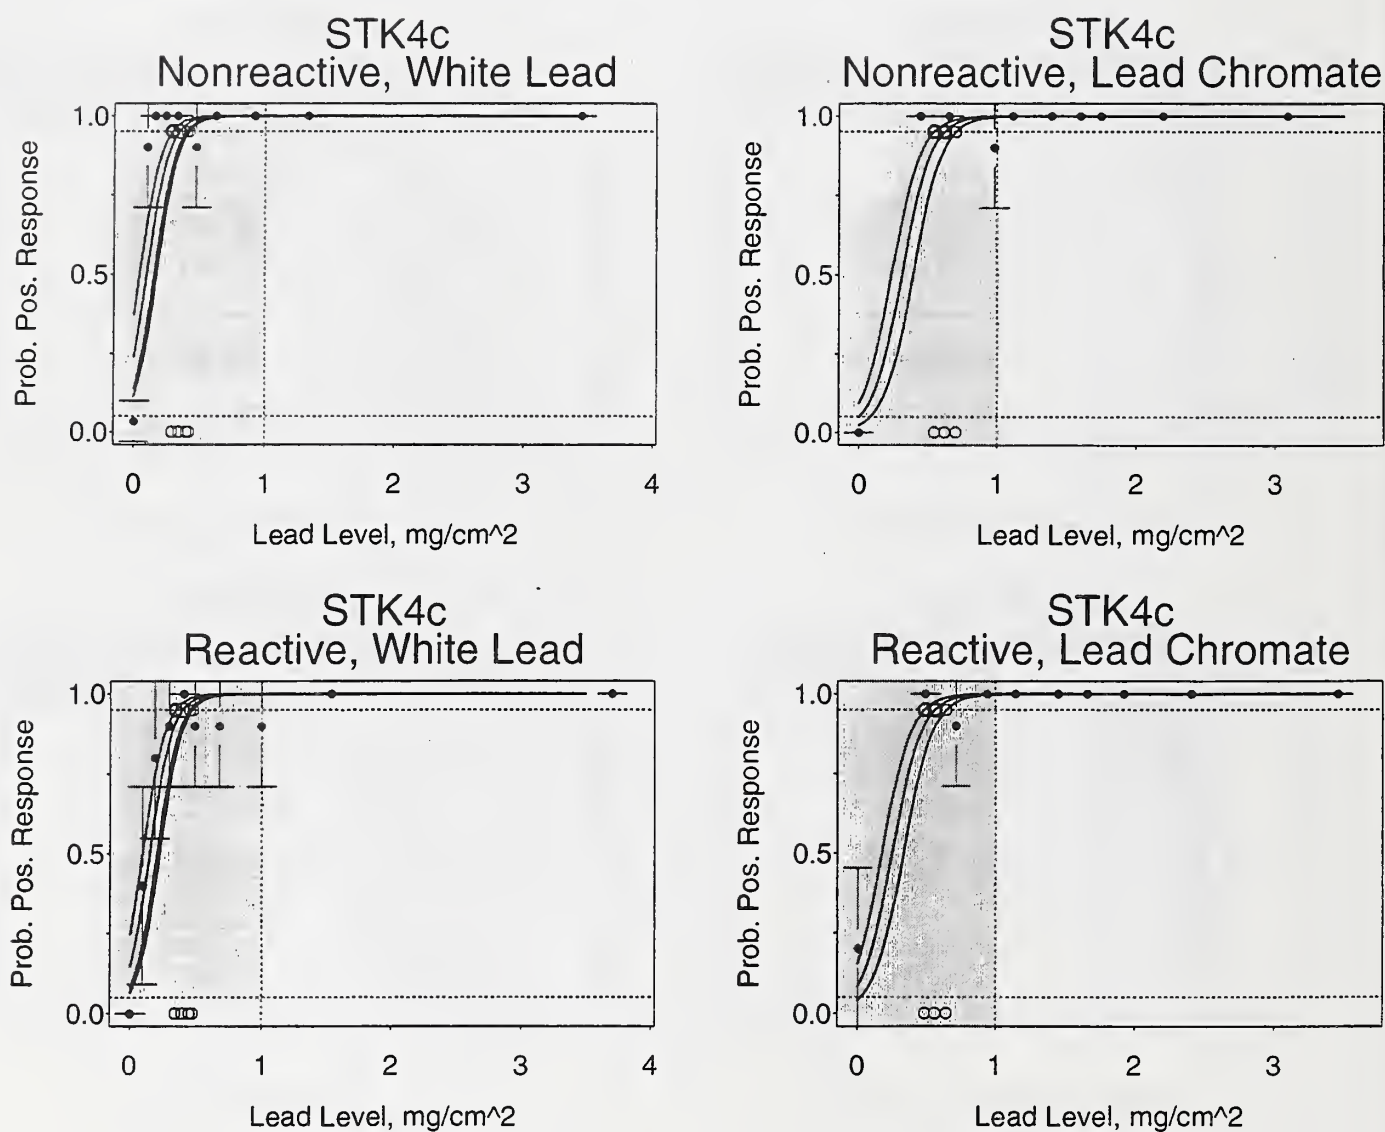 STK4c
Nonreactive, White Lead
Prob. Pos. Response
1.0
0.5
0.0
0 1 2 3 4
Lead Level, mg/cm^2
STK4c
Nonreactive, Lead Chromate
Prob. Pos. Response
1.0
0.5
0.0
0 1 2 3
Lead Level, mg/cm^2
STK4c
Reactive, White Lead
Prob. Pos. Response
1.0
0.5
0.0
0 1 2 3 4
Lead Level, mg/cm^2
STK4c
Reactive, Lead Chromate
Prob. Pos. Response
1.0
0.5
0.0
0 1 2 3
Lead Level, mg/cm^2